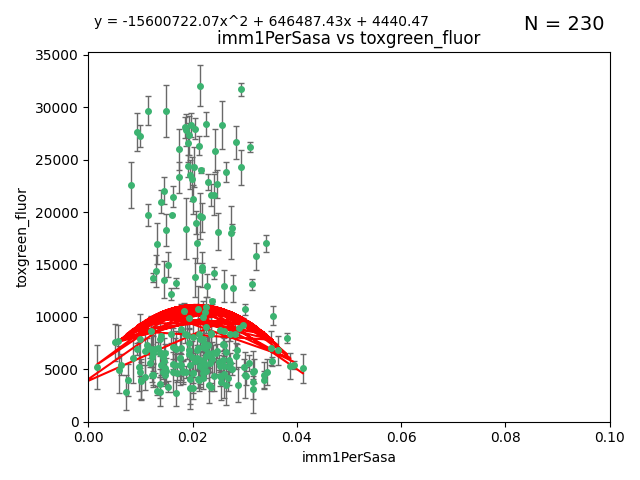 y = -15600722.07x^2 + 646487.43x + 4440.47
N = 230
imm1PerSasa vs toxgreen_fluor
35000
30000
25000
20000
15000
10000
5000
0
toxgreen_fluor
0.00 0.02 0.04 0.06 0.08 0.10
imm1PerSasa